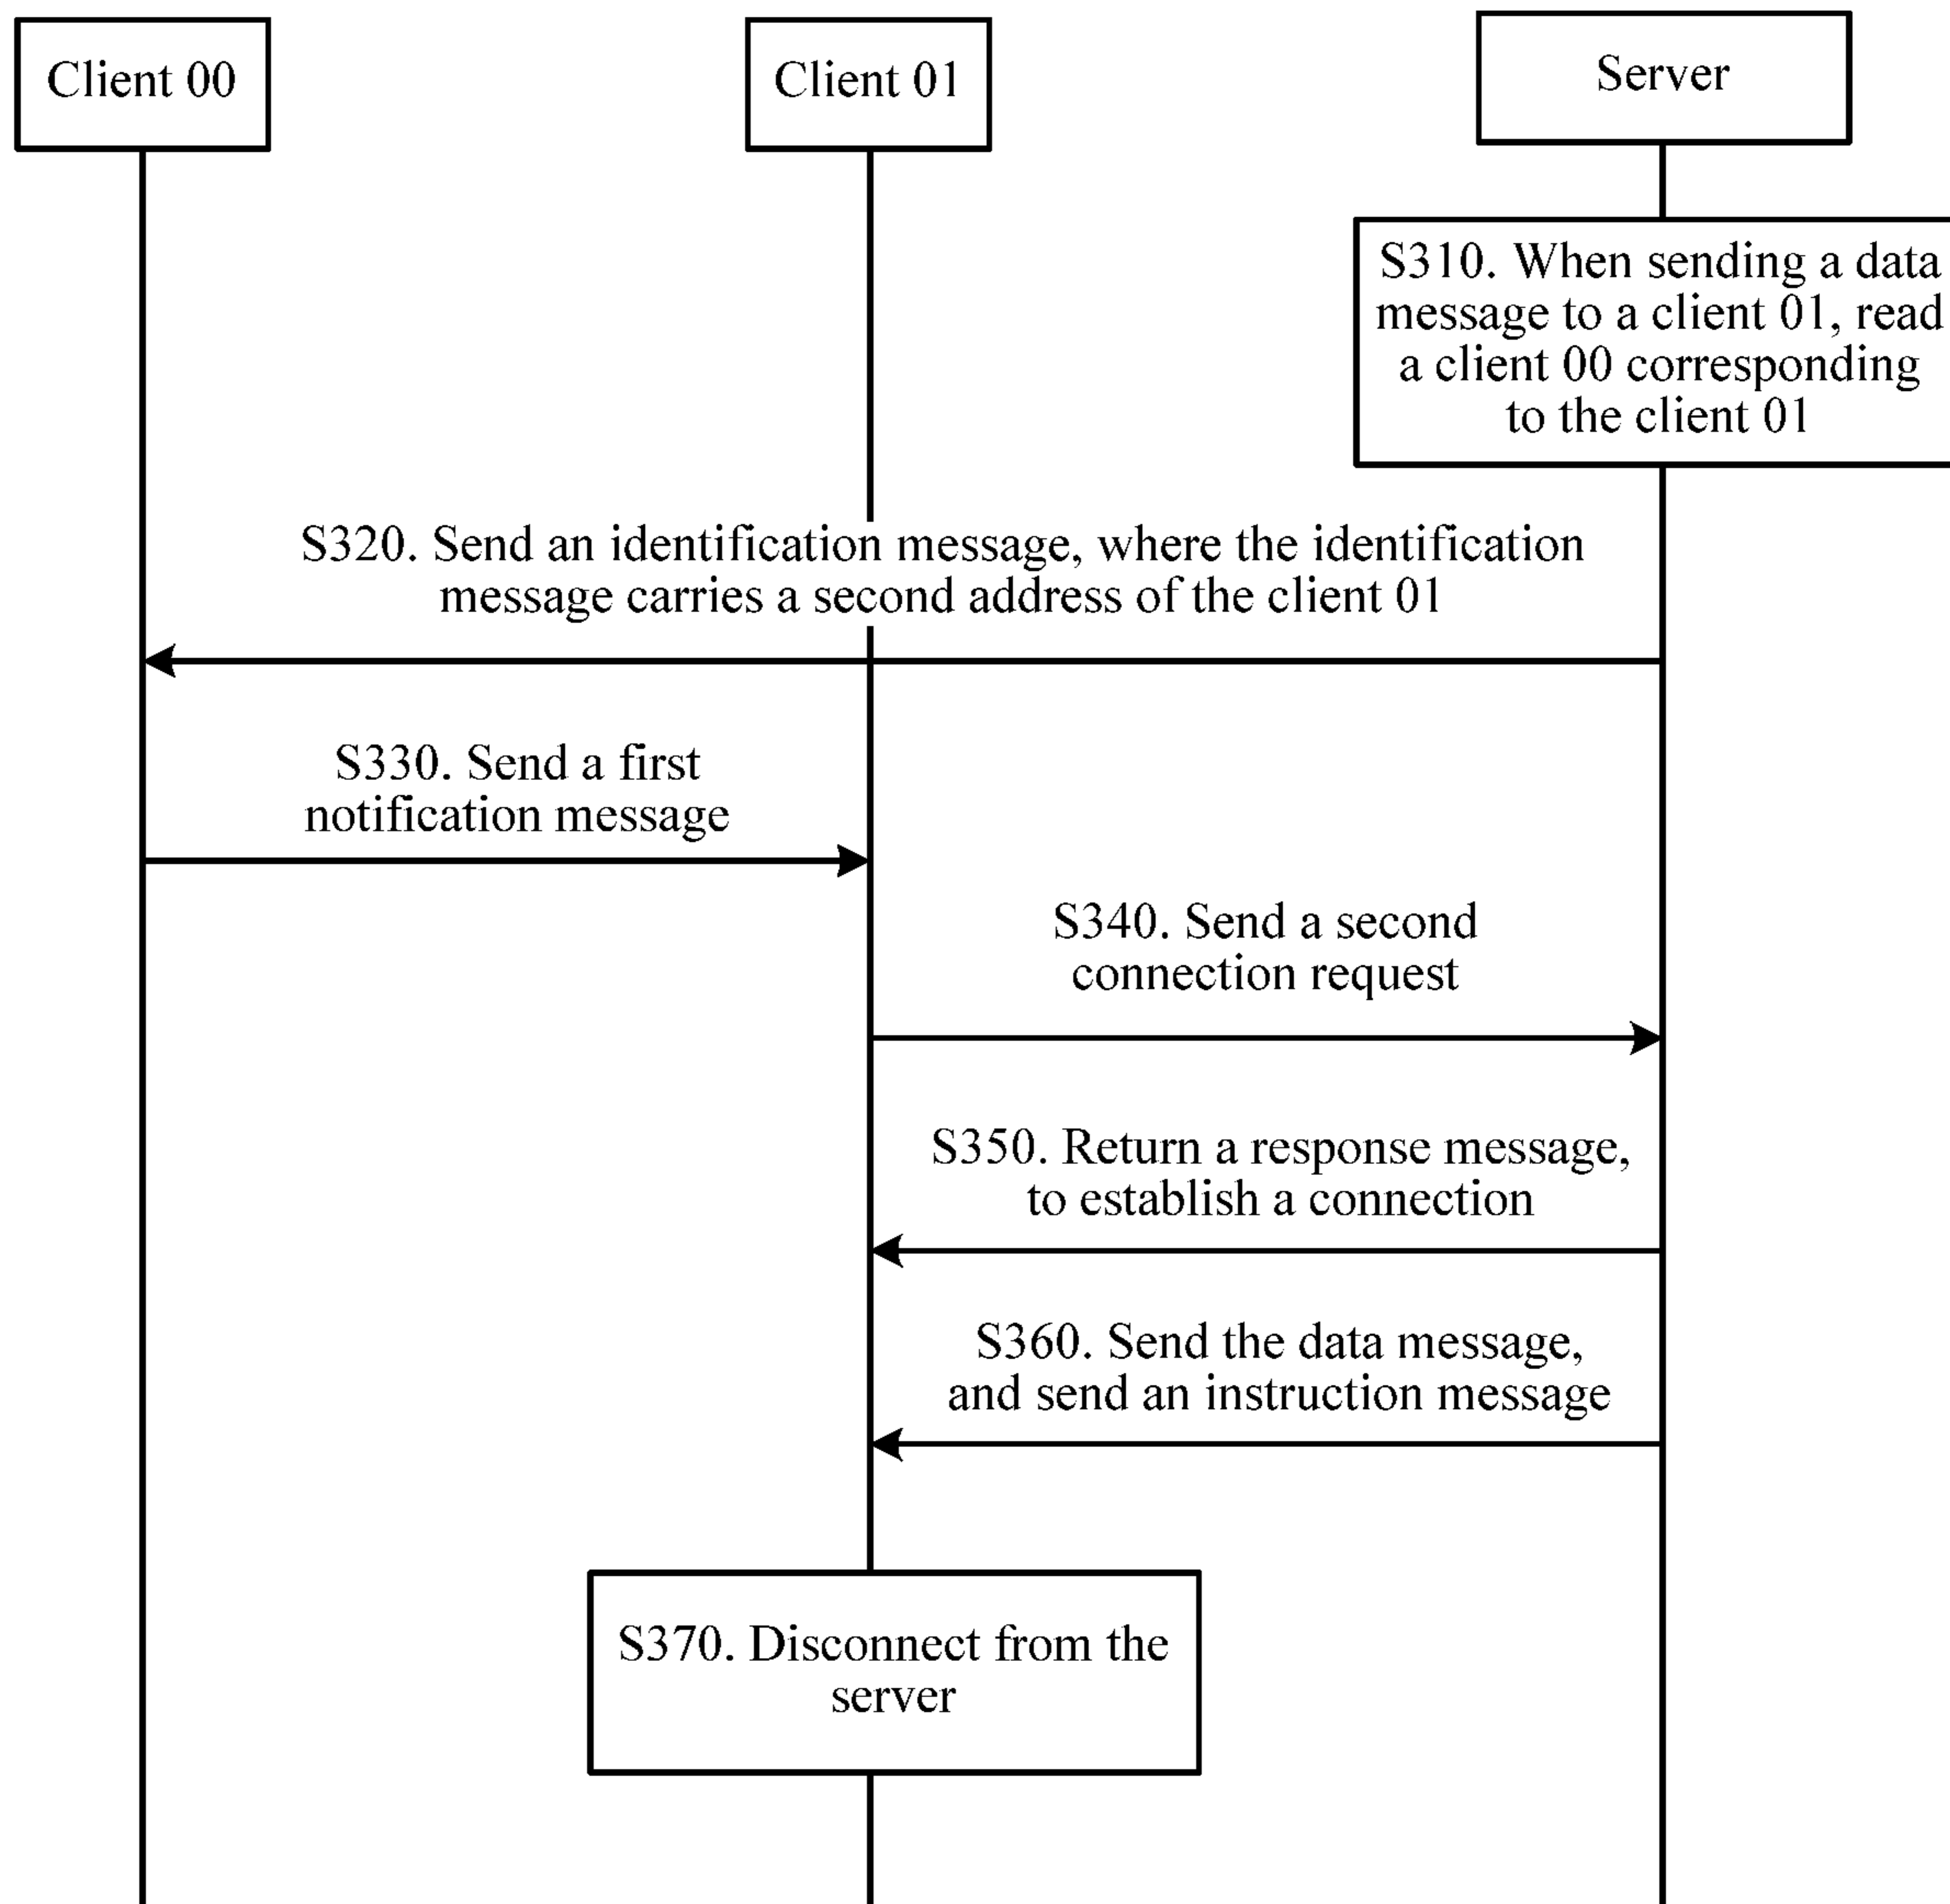 Client 00
Client 01
Server
S310. When sending a data
message to a client 01, read
a client 00 corresponding
to the client 01
S320. Send an identification message, where the identification
message carries a second address of the client 01
S330. Send a first
notification message
S340. Send a second
connection request
S350. Return a response message,
to establish a connection
S360. Send the data message,
and send an instruction message
S370. Disconnect from the
server